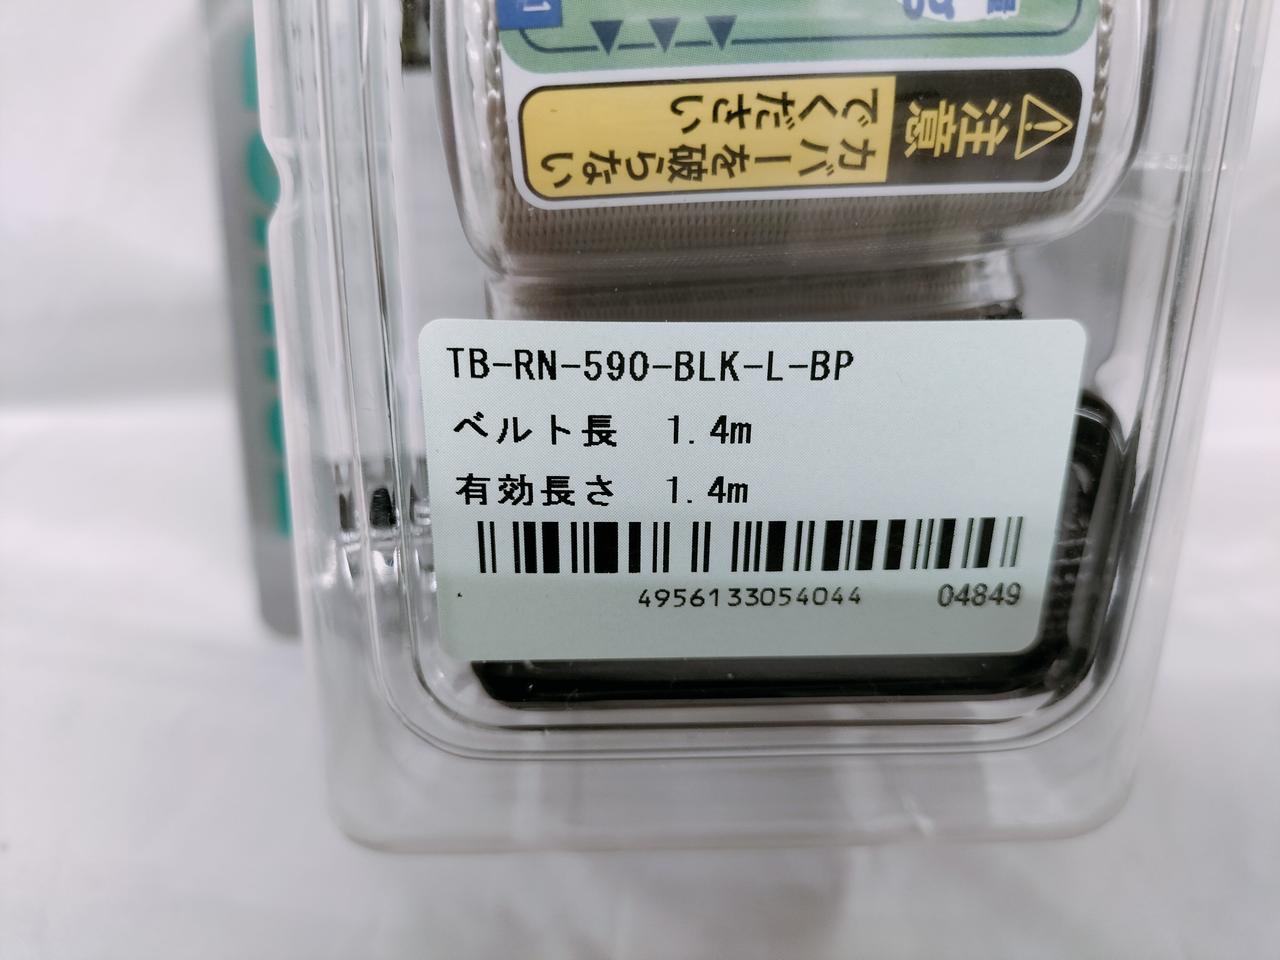 注意
カバーを破らない
でください
TB-RN-590-BLK-L-BP
ベルト長 1.4m
有効長さ 1.4m
4956133054044 04849